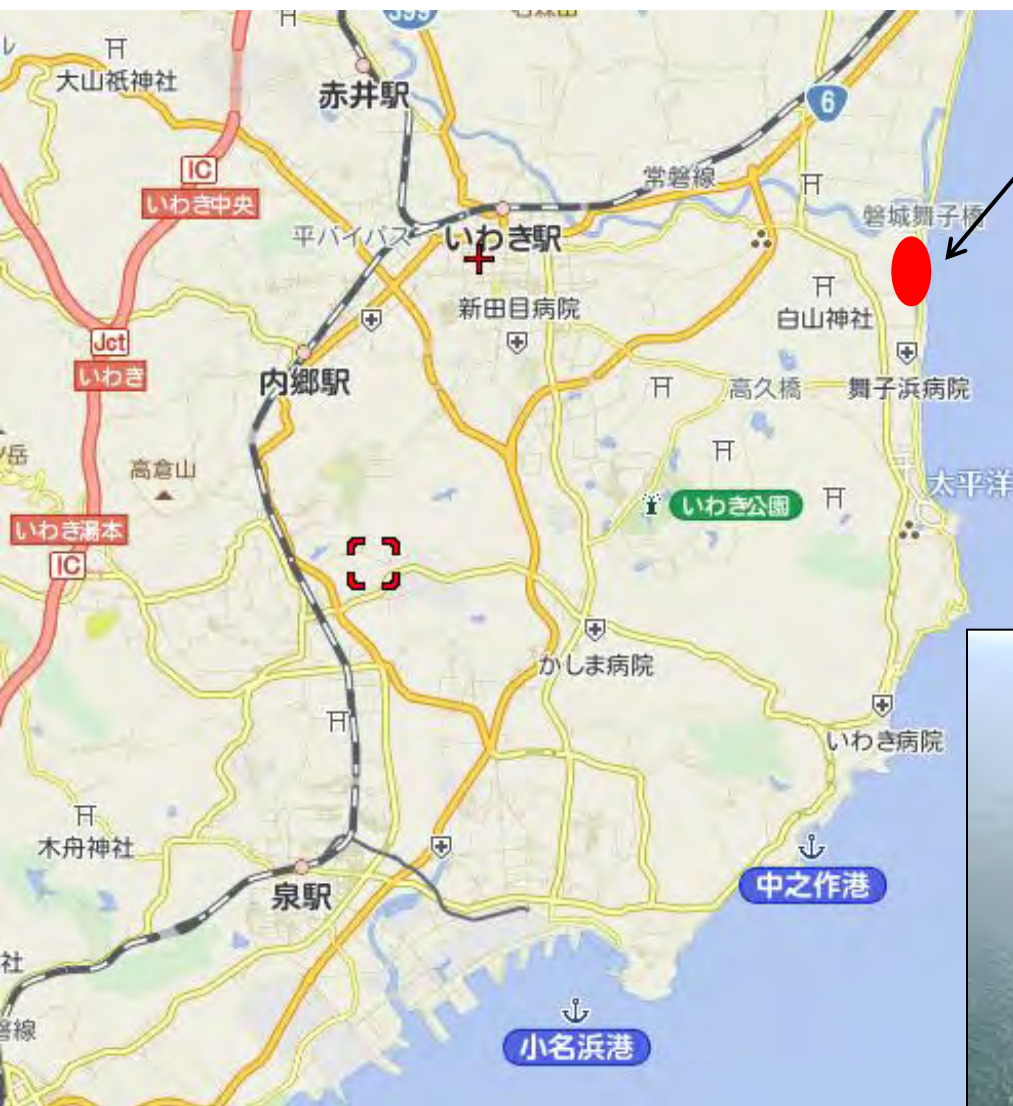 399
大山祇神社
赤井駅
6
IC
いわき中央
常磐線
磐城舞子橋
平バイパス
いわき駅
新田目病院
白山神社
Jct
いわき
内郷駅
高久橋
舞子浜病院
岳
高倉山
太平洋
いわき公園
いわき湯本
IC
かしま病院
いわき病院
木舟神社
泉駅
中之作港
社
磐線
小名浜港